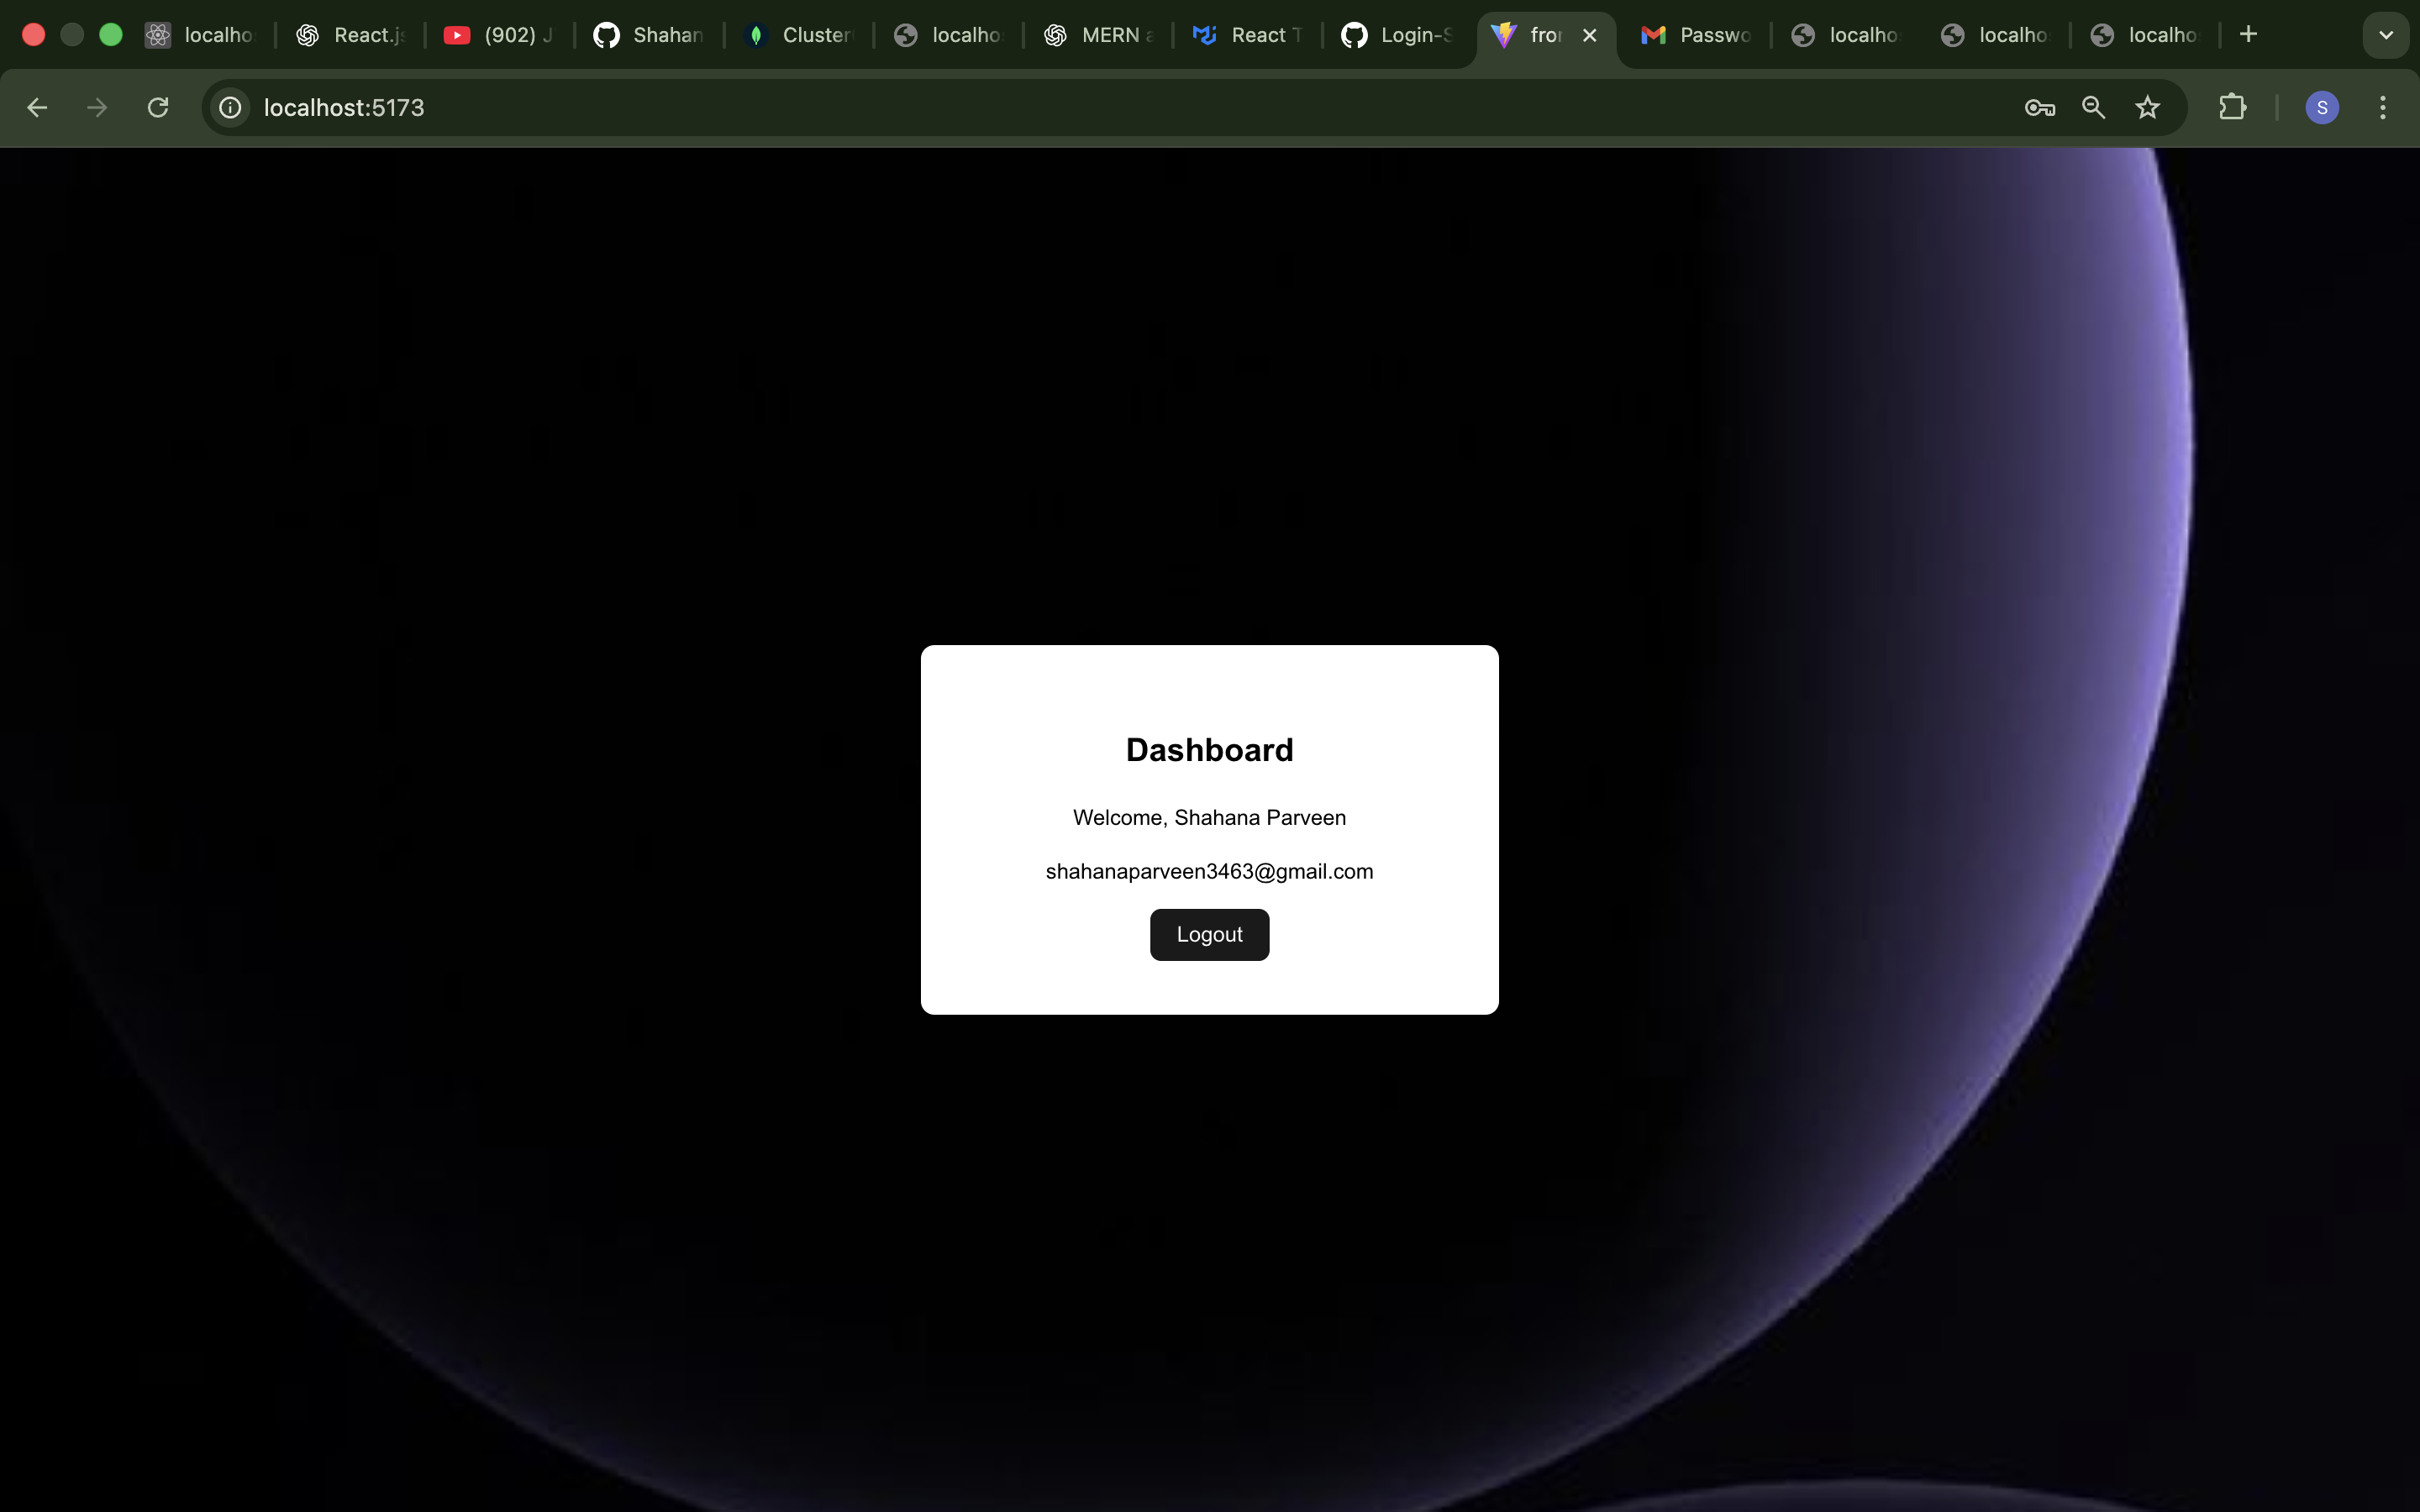 localho
React.js
(902) J
Shahan
Cluster
localho
MERN a
React T
Login-S
fror
Passwo
localho
localho
localho
localhost:5173
S
Dashboard
Welcome, Shahana Parveen
shahanaparveen3463@gmail.com
Logout